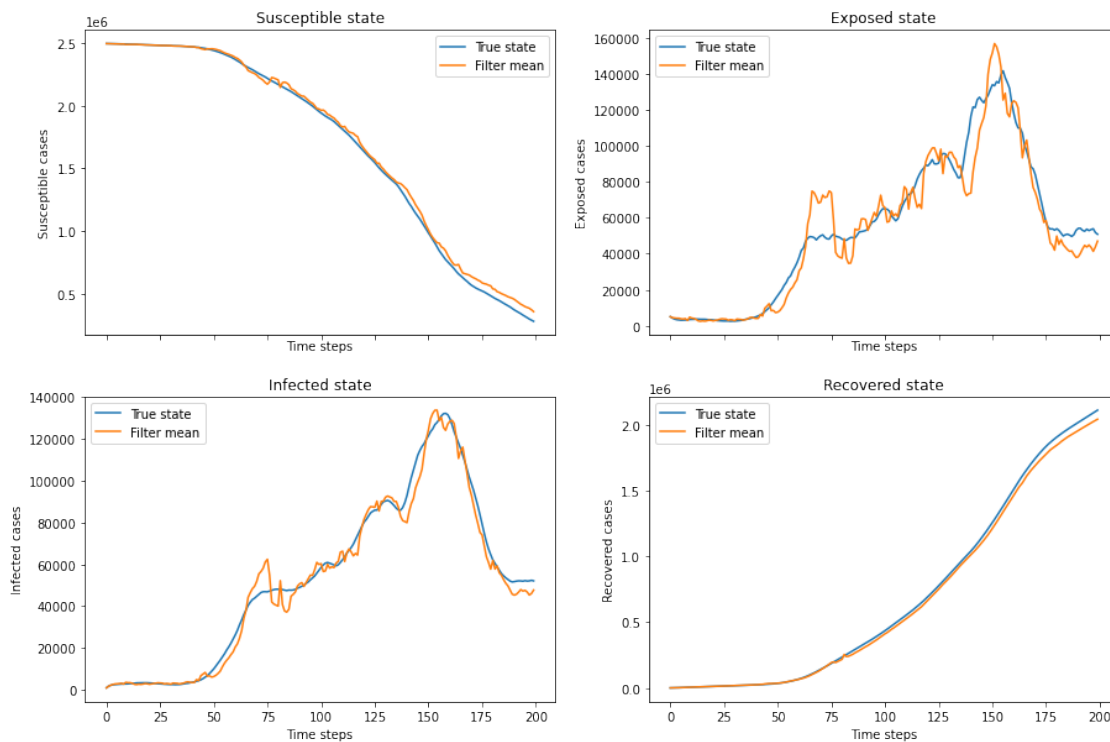 Susceptible state
1e6
2.5
2.0
1.5
1.0
0.5
Susceptible cases
True state
Filter mean
Time steps
Exposed state
160000
140000
120000
100000
80000
60000
40000
20000
0
Exposed cases
True state
Filter mean
Time steps
Infected state
140000
120000
100000
80000
60000
40000
20000
0
Infected cases
True state
Filter mean
0 25 50 75 100 125 150 175 200
Time steps
Recovered state
1e6
2.0
1.5
1.0
0.5
0.0
Recovered cases
True state
Filter mean
0 25 50 75 100 125 150 175 200
Time steps